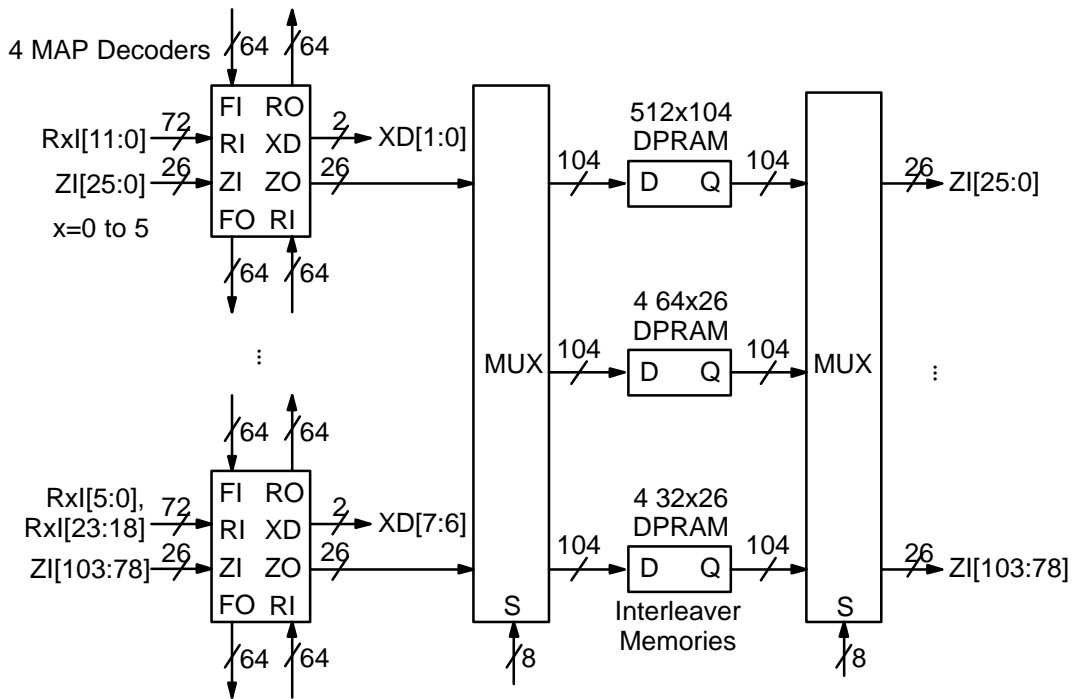 4 MAP Decoders
64
64
FI RO
RxI[11:0]
72
RI XD
2
XD[1:0]
ZI[25:0]
26
ZI ZO
26
x=0 to 5
FO RI
64
64
...
64
64
RxI[5:0],
RxI[23:18]
72
FI RO
RI XD
2
XD[7:6]
ZI[103:78]
26
ZI ZO
26
FO RI
64
64
MUX
S
8
512x104
DPRAM
104
D Q
104
4 64x26
DPRAM
104
D Q
104
4 32x26
DPRAM
104
D Q
104
Interleaver
Memories
MUX
S
8
26
ZI[25:0]
...
26
ZI[103:78]